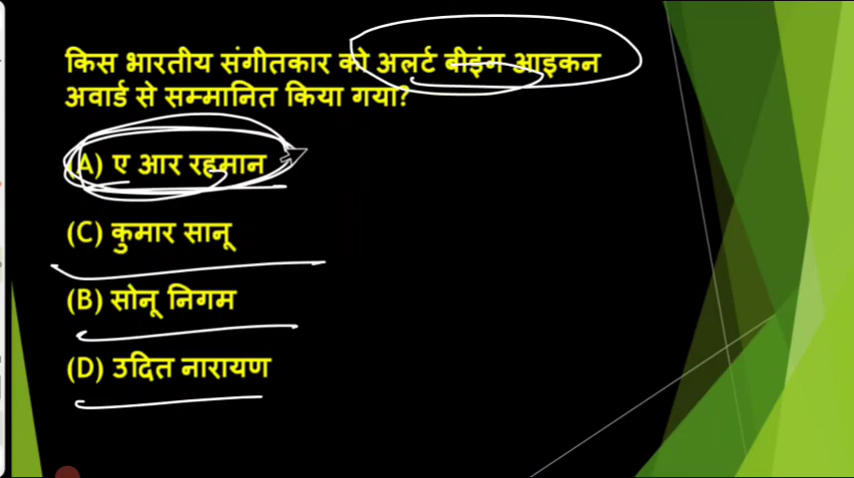 किस भारतीय संगीतकार को अलर्ट बीइंग आइकन
अवार्ड से सम्मानित किया गया?
(A) ए आर रहमान
(C) कुमार सानू
(B) सोनू निगम
(D) उदित नारायण